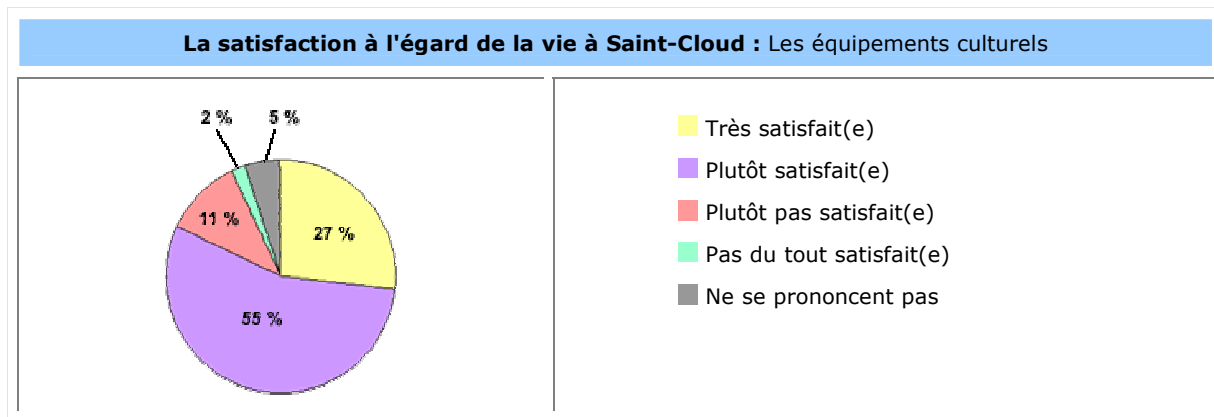 La satisfaction à l'égard de la vie à Saint-Cloud : Les équipements culturels
2 %
5 %
11 %
27 %
55 %
Très satisfait(e)
Plutôt satisfait(e)
Plutôt pas satisfait(e)
Pas du tout satisfait(e)
Ne se prononcent pas